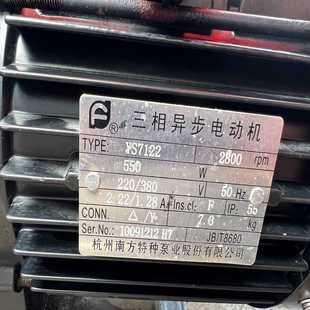 三相异步电动机
TYPE: YS7122 2800 rpm
550 W
220/380 V 50 Hz
2.22/1.28 A Ins.cl. F IP 55
CONN. △/Y 7.0 kg
Ser.No.: 10091212 H7 JB/T8680
杭州南方特种泵业股份有限公司